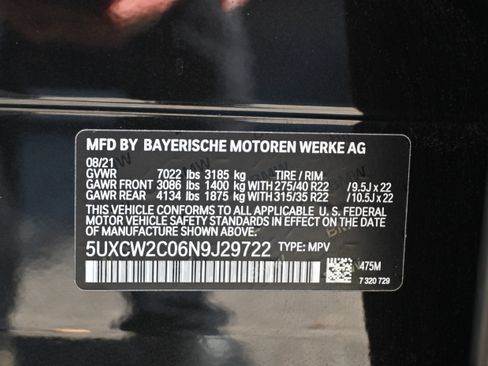 MFD BY BAYERISCHE MOTOREN WERKE AG
08/21
GVWR 7022 lbs 3185 kg TIRE / RIM
GAWR FRONT 3086 lbs 1400 kg WITH 275/40 R22 / 9.5J x 22
GAWR REAR 4134 lbs 1875 kg WITH 315/35 R22 / 10.5J x 22
THIS VEHICLE CONFORMS TO ALL APPLICABLE U. S. FEDERAL
MOTOR VEHICLE SAFETY STANDARDS IN EFFECT ON THE DATE
OF MANUFACTURE SHOWN ABOVE.
5UXCW2C06N9J29722 TYPE: MPV
475M
7 320 729